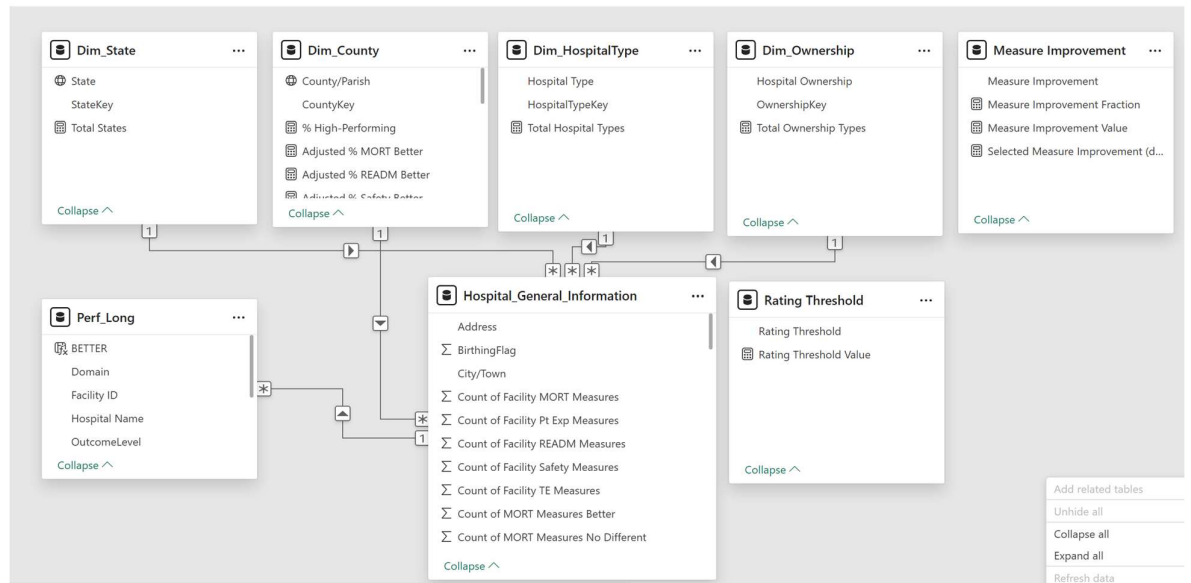 Dim_State ...
State
StateKey
Total States
Collapse
Dim_County ...
County/Parish
CountyKey
% High-Performing
Adjusted % MORT Better
Adjusted % READM Better
Adjusted % Safety Better
Collapse
Dim_HospitalType ...
Hospital Type
HospitalTypeKey
Total Hospital Types
Collapse
Dim_Ownership ...
Hospital Ownership
OwnershipKey
Total Ownership Types
Collapse
Measure Improvement ...
Measure Improvement
Measure Improvement Fraction
Measure Improvement Value
Selected Measure Improvement (d...
Collapse
1
1
1
1
* * *
Perf_Long ...
BETTER
Domain
Facility ID
Hospital Name
OutcomeLevel
Collapse
*
*
1
Hospital_General_Information ...
Address
∑ BirthingFlag
City/Town
∑ Count of Facility MORT Measures
∑ Count of Facility Pt Exp Measures
∑ Count of Facility READM Measures
∑ Count of Facility Safety Measures
∑ Count of Facility TE Measures
∑ Count of MORT Measures Better
∑ Count of MORT Measures No Different
Collapse
Rating Threshold ...
Rating Threshold
Rating Threshold Value
Collapse
Add related tables
Unhide all
Collapse all
Expand all
Refresh data